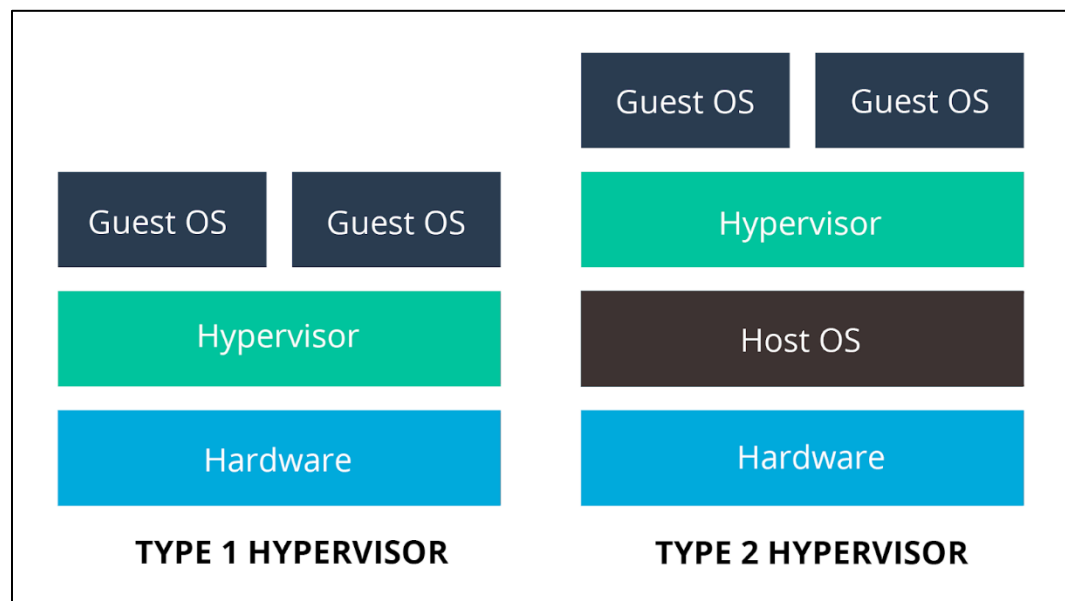 Guest OS
Guest OS
Hypervisor
Hardware
TYPE 1 HYPERVISOR
Guest OS
Guest OS
Hypervisor
Host OS
Hardware
TYPE 2 HYPERVISOR